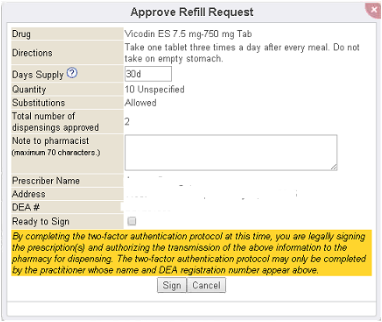 Approve Refill Request
Drug Vicodin ES 7.5 mg-750 mg Tab
Directions Take one tablet three times a day after every meal. Do not
take on empty stomach.
Days Supply ? 30d
Quantity 10 Unspecified
Substitutions Allowed
Total number of
dispensings approved 2
Note to pharmacist
(maximum 70 characters.)
Prescriber Name
Address
DEA #
Ready to Sign
By completing the two-factor authentication protocol at this time, you are legally signing
the prescription(s) and authorizing the transmission of the above information to the
pharmacy for dispensing. The two-factor authentication protocol may only be completed
by the practitioner whose name and DEA registration number appear above.
Sign Cancel